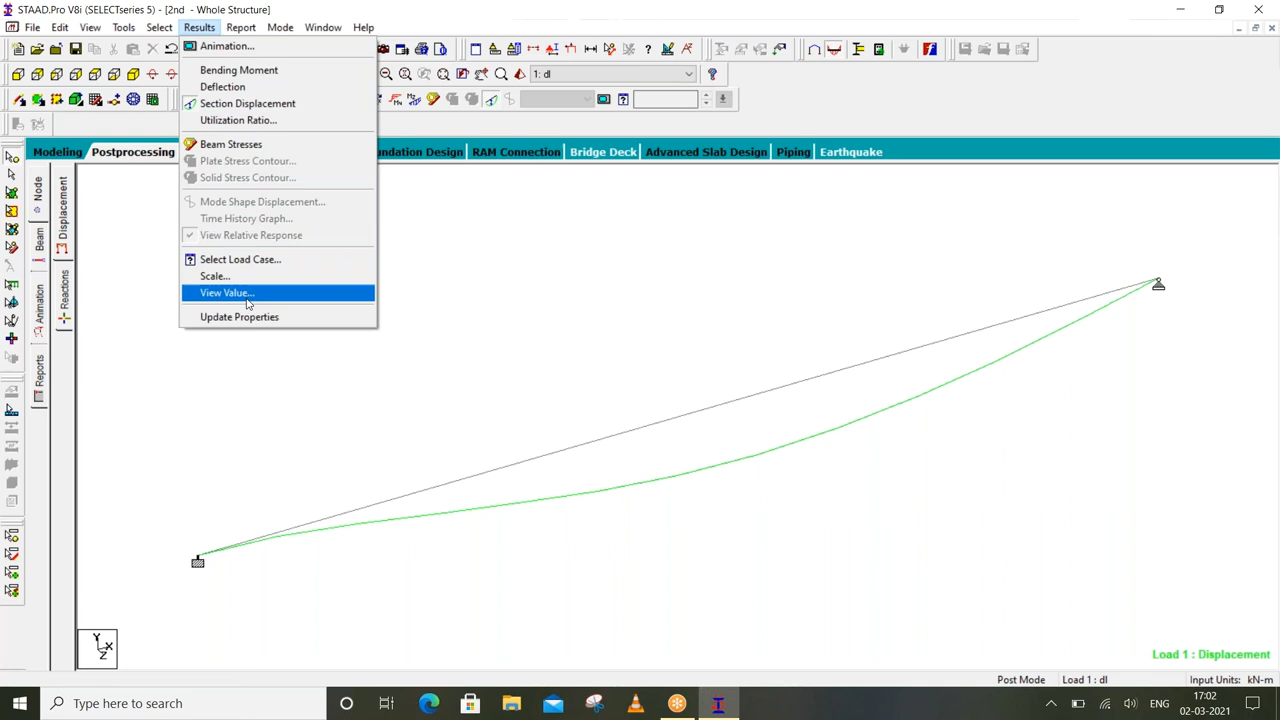 STAAD.Pro V8i (SELECTseries 5) - [2nd - Whole Structure]
File Edit View Tools Select Results Report Mode Window Help
Animation...
Bending Moment
Deflection
1: dl
Section Displacement
Utilization Ratio...
Beam Stresses
Modeling Postprocessing undation Design RAM Connection Bridge Deck Advanced Slab Design Piping Earthquake
Plate Stress Contour...
Solid Stress Contour...
Mode Shape Displacement...
Time History Graph...
View Relative Response
Select Load Case...
Scale...
View Value...
Update Properties
Node
Beam
Animation
Reports
Displacement
Reactions
Y
X
Z
Load 1 : Displacement
Post Mode Load 1 : dl Input Units: kN-m
Type here to search
ENG
17:02
02-03-2021